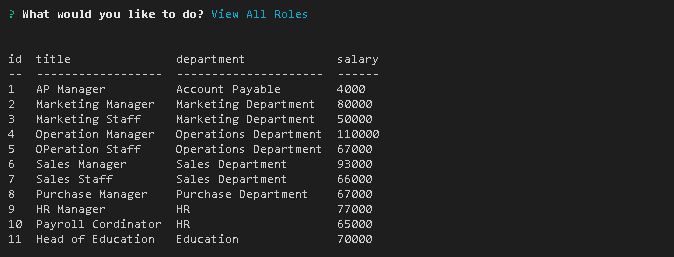 ? What would you like to do? View All Roles
id  title               department             salary
--  ------------------  ---------------------  ------
1   AP Manager          Account Payable        4000
2   Marketing Manager   Marketing Department   80000
3   Marketing Staff     Marketing Department   50000
4   Operation Manager   Operations Department  110000
5   OPeration Staff     Operations Department  67000
6   Sales Manager       Sales Department       93000
7   Sales Staff         Sales Department       66000
8   Purchase Manager    Purchase Department    67000
9   HR Manager          HR                     77000
10  Payroll Cordinator  HR                     65000
11  Head of Education   Education              70000